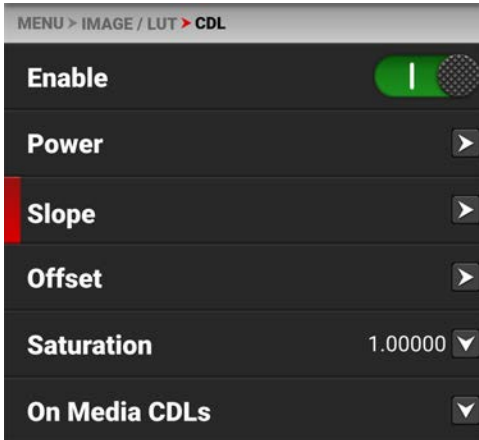 MENU > IMAGE / LUT > CDL
Enable
Power
Slope
Offset
Saturation 1.00000
On Media CDLs